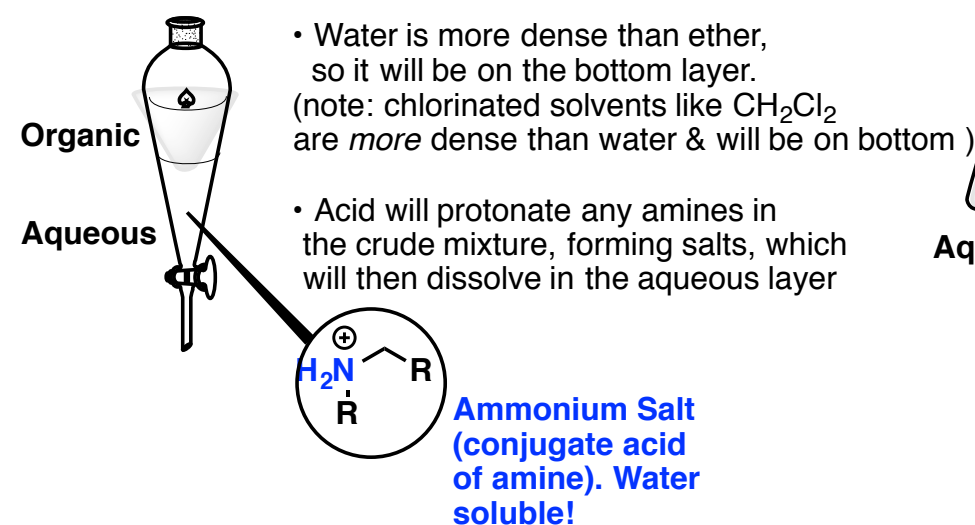 • Water is more dense than ether,
so it will be on the bottom layer.
(note: chlorinated solvents like CH₂Cl₂
are more dense than water & will be on bottom )
Organic
• Acid will protonate any amines in
the crude mixture, forming salts, which
will then dissolve in the aqueous layer
Aqueous
Aq
⊕
H₂N
R
R
Ammonium Salt
(conjugate acid
of amine). Water
soluble!